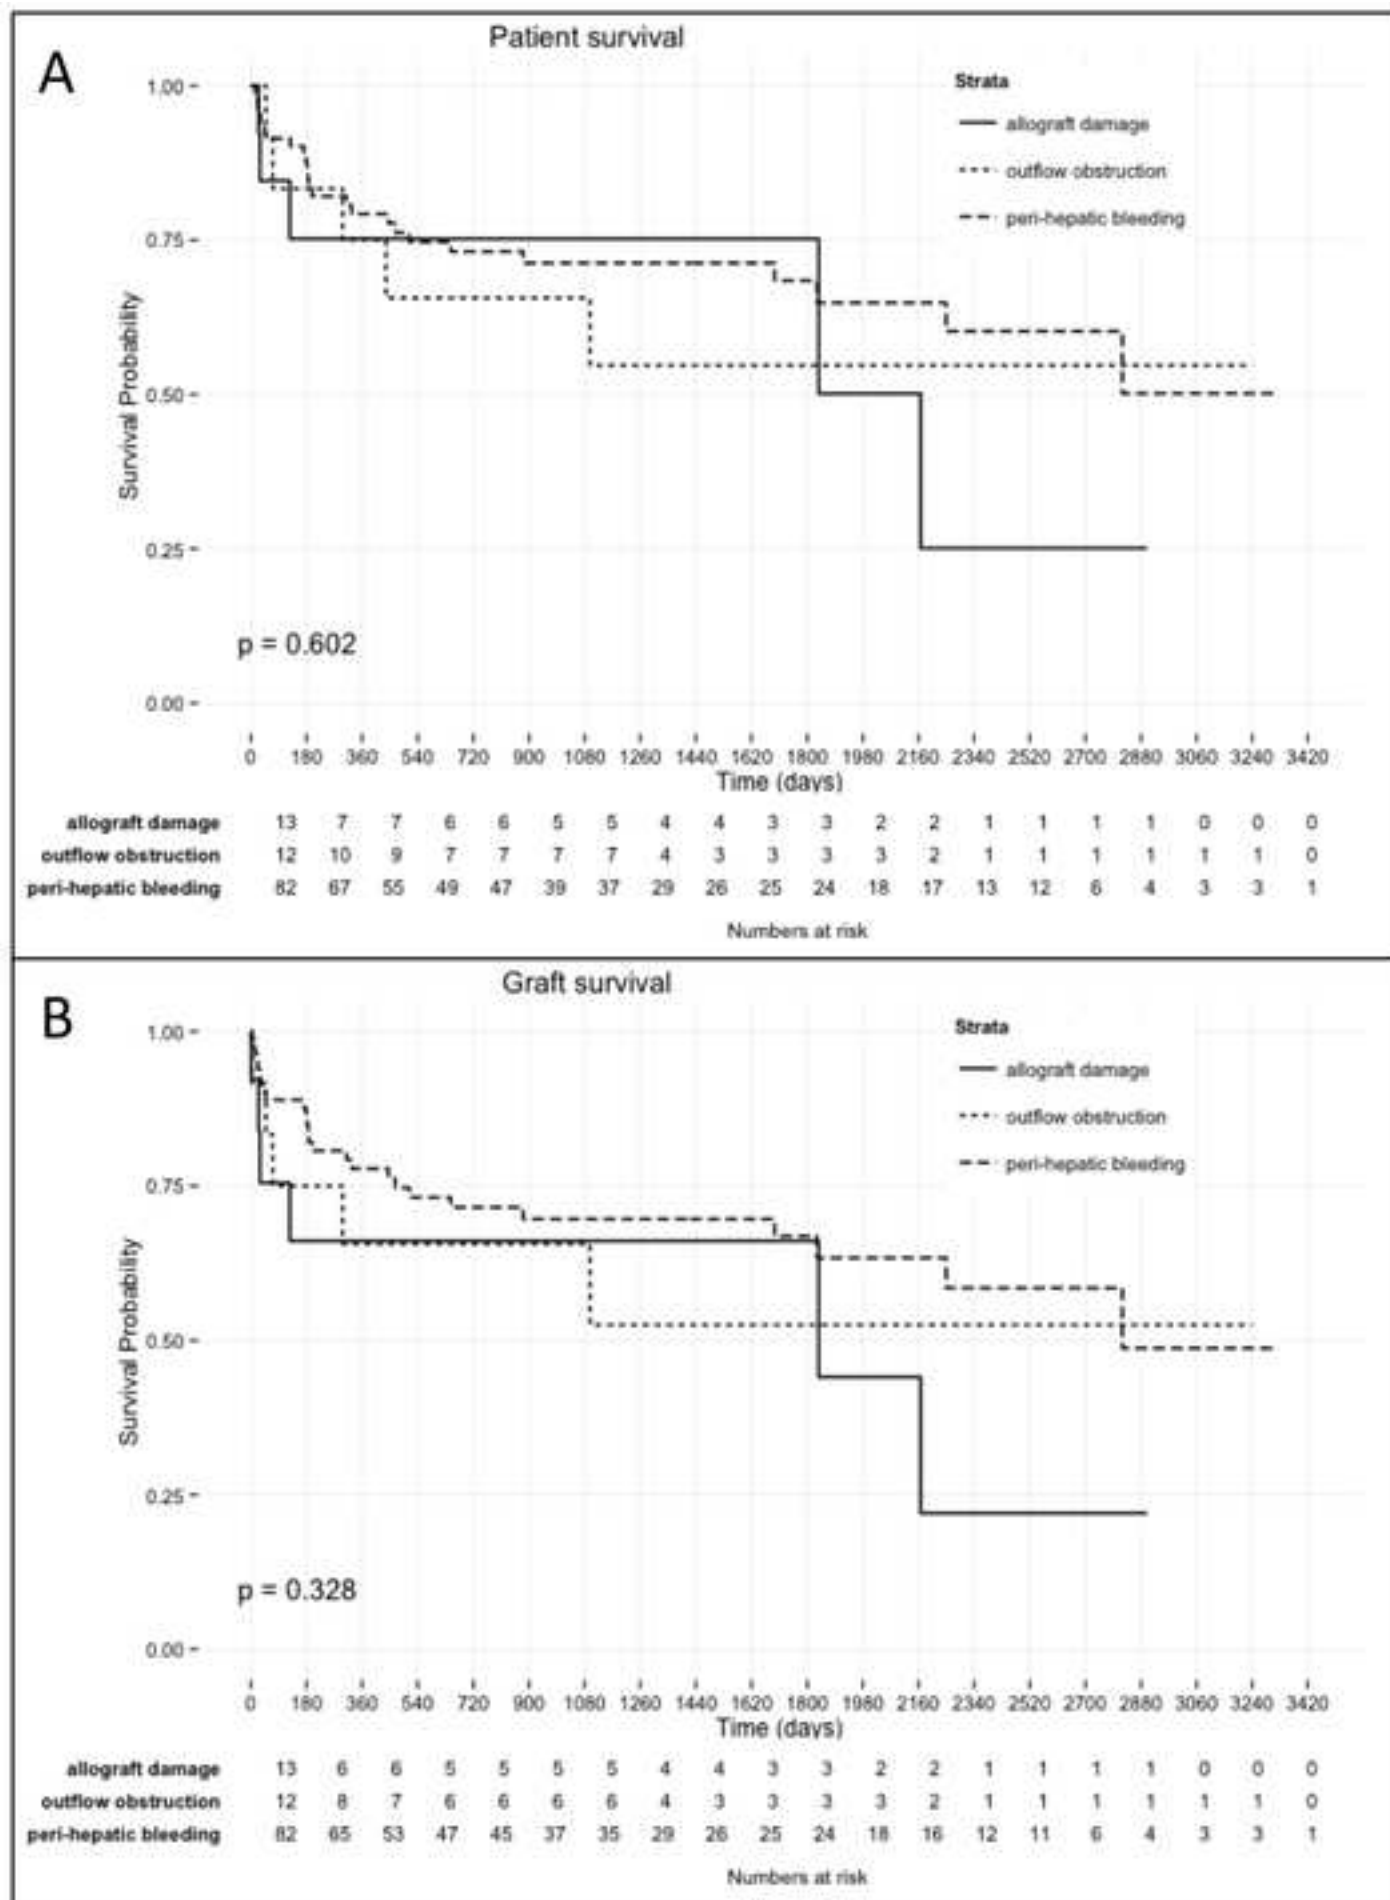 A
Patient survival
Strata
allograft damage
outflow obstruction
peri-hepatic bleeding
Survival Probability
1.00
0.75
0.50
0.25
0.00
p = 0.602
0 180 360 540 720 900 1080 1260 1440 1620 1800 1980 2160 2340 2520 2700 2880 3060 3240 3420
Time (days)
allograft damage 13 7 7 6 6 5 5 4 4 3 3 2 2 1 1 1 1 0 0 0
outflow obstruction 12 10 9 7 7 7 7 4 3 3 3 3 2 1 1 1 1 1 1 0
peri-hepatic bleeding 82 67 55 49 47 39 37 29 26 25 24 18 17 13 12 6 4 3 3 1
Numbers at risk
B
Graft survival
Strata
allograft damage
outflow obstruction
peri-hepatic bleeding
Survival Probability
1.00
0.75
0.50
0.25
0.00
p = 0.328
0 180 360 540 720 900 1080 1260 1440 1620 1800 1980 2160 2340 2520 2700 2880 3060 3240 3420
Time (days)
allograft damage 13 6 6 5 5 5 5 4 4 3 3 2 2 1 1 1 1 0 0 0
outflow obstruction 12 8 7 6 6 6 6 4 3 3 3 3 2 1 1 1 1 1 1 0
peri-hepatic bleeding 82 65 53 47 45 37 35 29 26 25 24 18 16 12 11 6 4 3 3 1
Numbers at risk